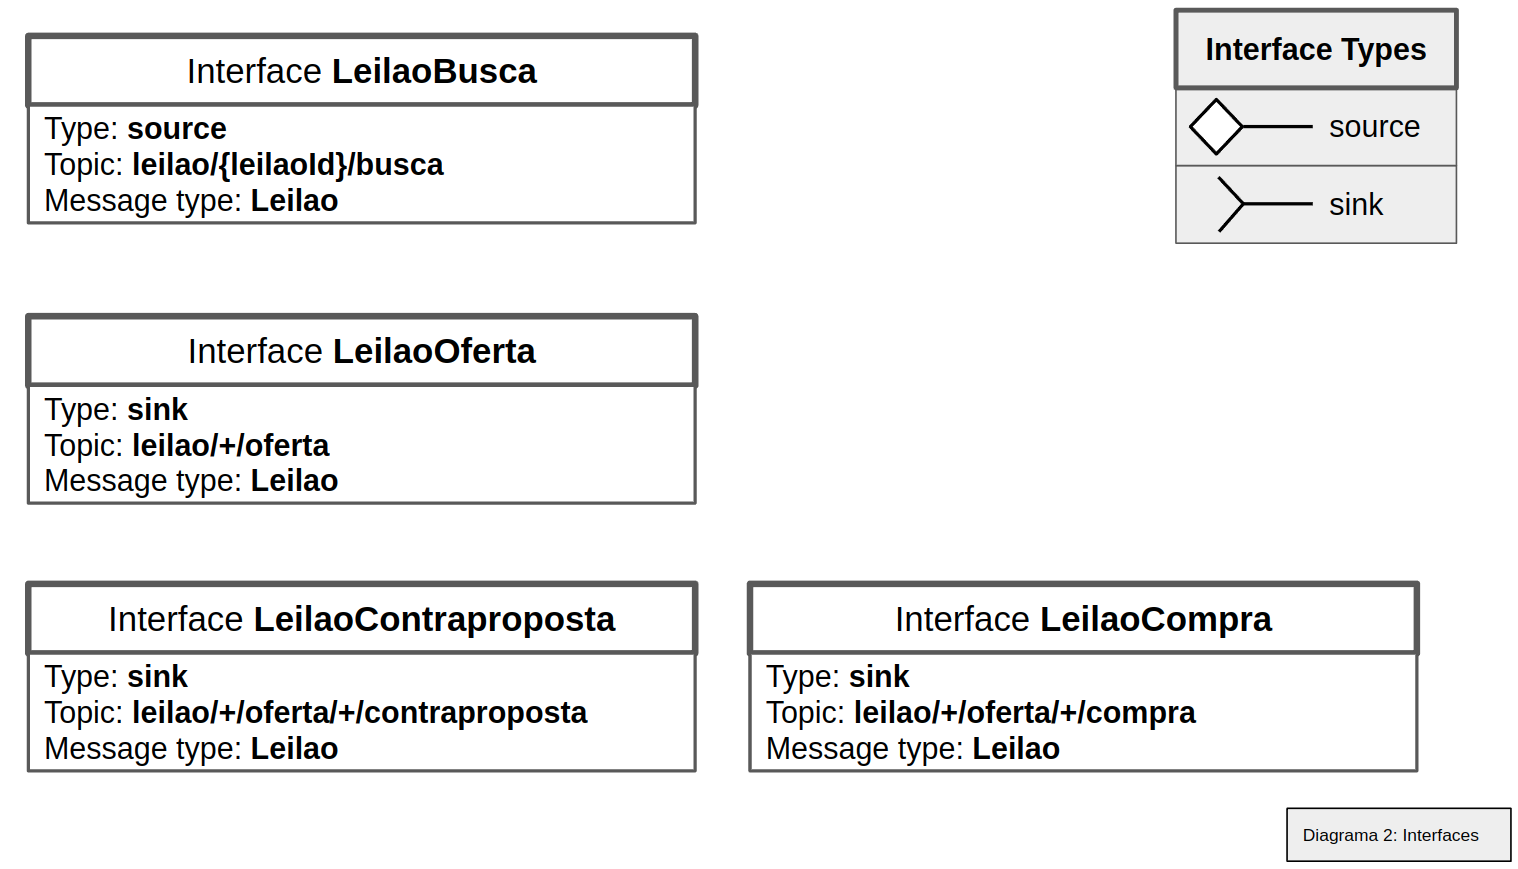 Interface LeilaoBusca
Type: source
Topic: leilao/{leilaoId}/busca
Message type: Leilao
Interface Types
source
sink
Interface LeilaoOferta
Type: sink
Topic: leilao/+/oferta
Message type: Leilao
Interface LeilaoContraproposta
Type: sink
Topic: leilao/+/oferta/+/contraproposta
Message type: Leilao
Interface LeilaoCompra
Type: sink
Topic: leilao/+/oferta/+/compra
Message type: Leilao
Diagrama 2: Interfaces